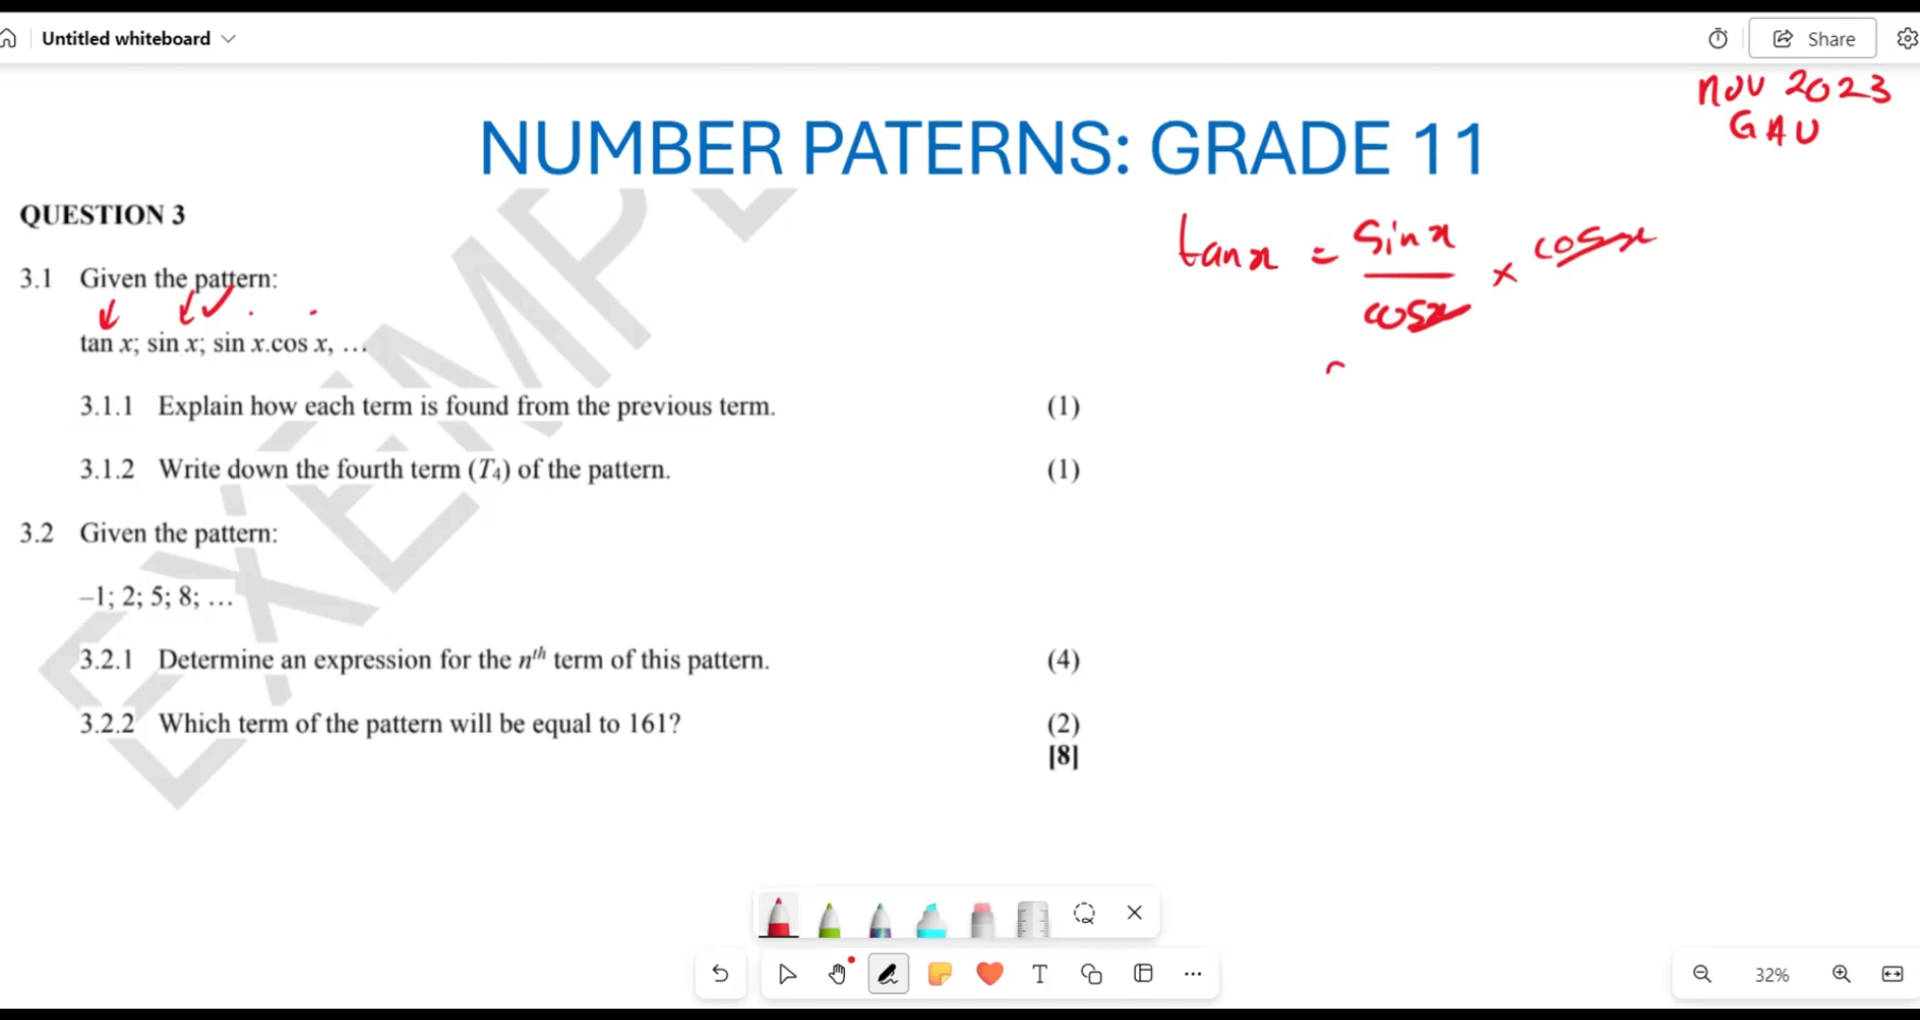 Untitled whiteboard
Share
nov 2023
GAU
NUMBER PATERNS: GRADE 11
QUESTION 3
tan x = sin x / cos x × cos x
3.1 Given the pattern:
tan x; sin x; sin x.cos x, …
3.1.1 Explain how each term is found from the previous term. (1)
3.1.2 Write down the fourth term (T₄) of the pattern. (1)
3.2 Given the pattern:
–1; 2; 5; 8; …
3.2.1 Determine an expression for the nᵗʰ term of this pattern. (4)
3.2.2 Which term of the pattern will be equal to 161? (2)
[8]
EXEMPL
T
32%